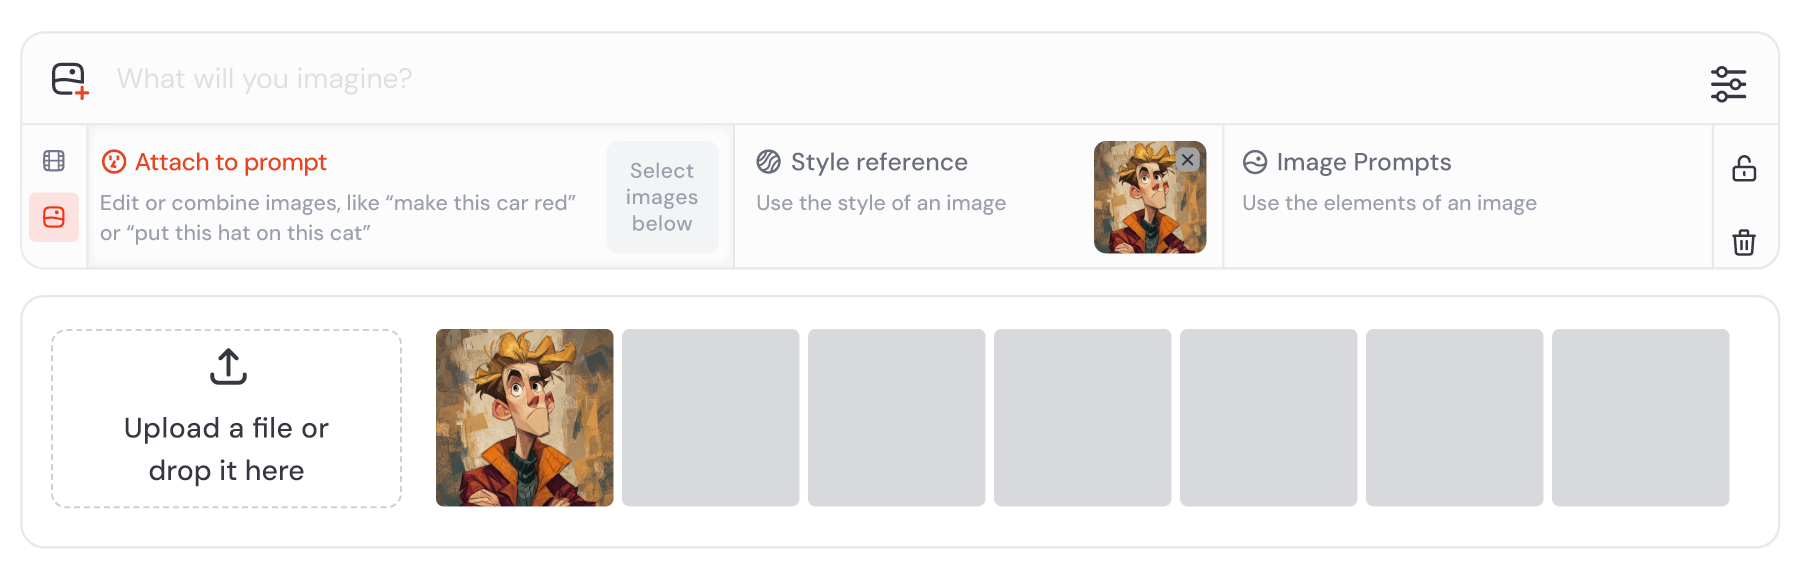 What will you imagine?
Attach to prompt
Edit or combine images, like “make this car red”
or “put this hat on this cat”
Select
images
below
Style reference
Use the style of an image
Image Prompts
Use the elements of an image
Upload a file or
drop it here